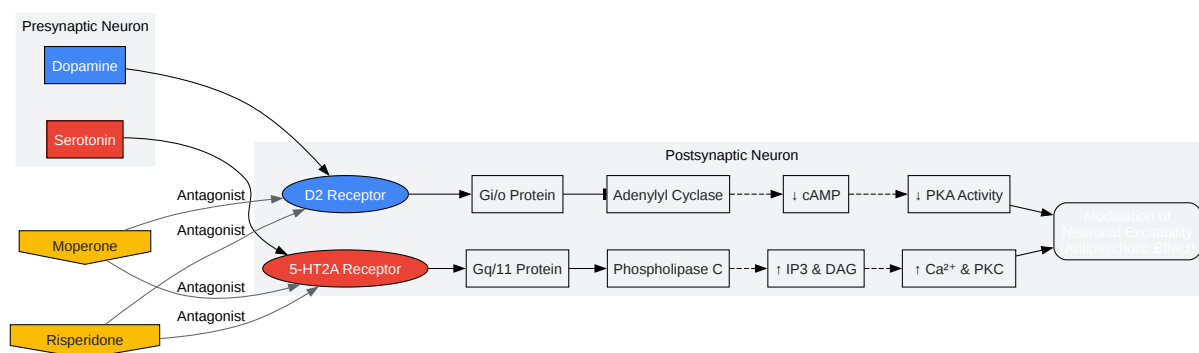 Presynaptic Neuron
Dopamine
Serotonin
Postsynaptic Neuron
Antagonist
D2 Receptor
Gi/o Protein
Adenylyl Cyclase
↓ cAMP
↓ PKA Activity
Antagonist
Modulation of
Neuronal Excitability
(Antipsychotic Effect)
Moperone
5-HT2A Receptor
Gq/11 Protein
Phospholipase C
↑ IP3 & DAG
↑ Ca²⁺ & PKC
Antagonist
Antagonist
Risperidone